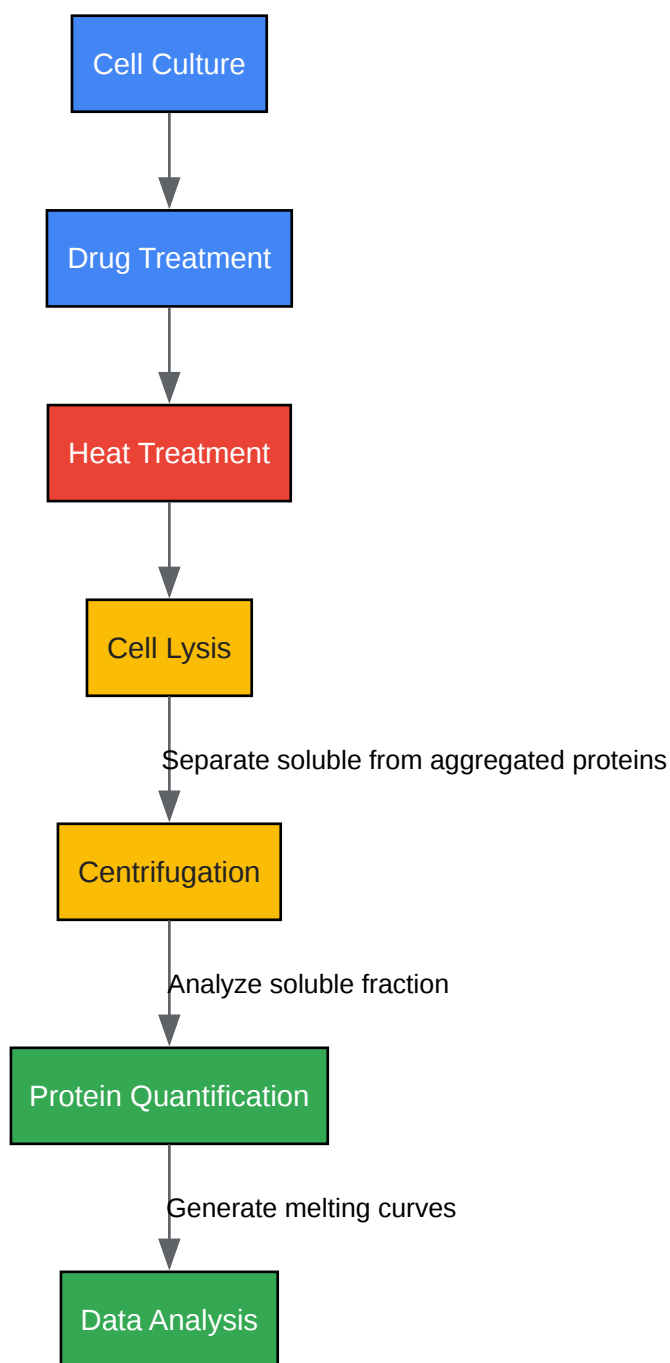 Cell Culture
Drug Treatment
Heat Treatment
Cell Lysis
Separate soluble from aggregated proteins
Centrifugation
Analyze soluble fraction
Protein Quantification
Generate melting curves
Data Analysis